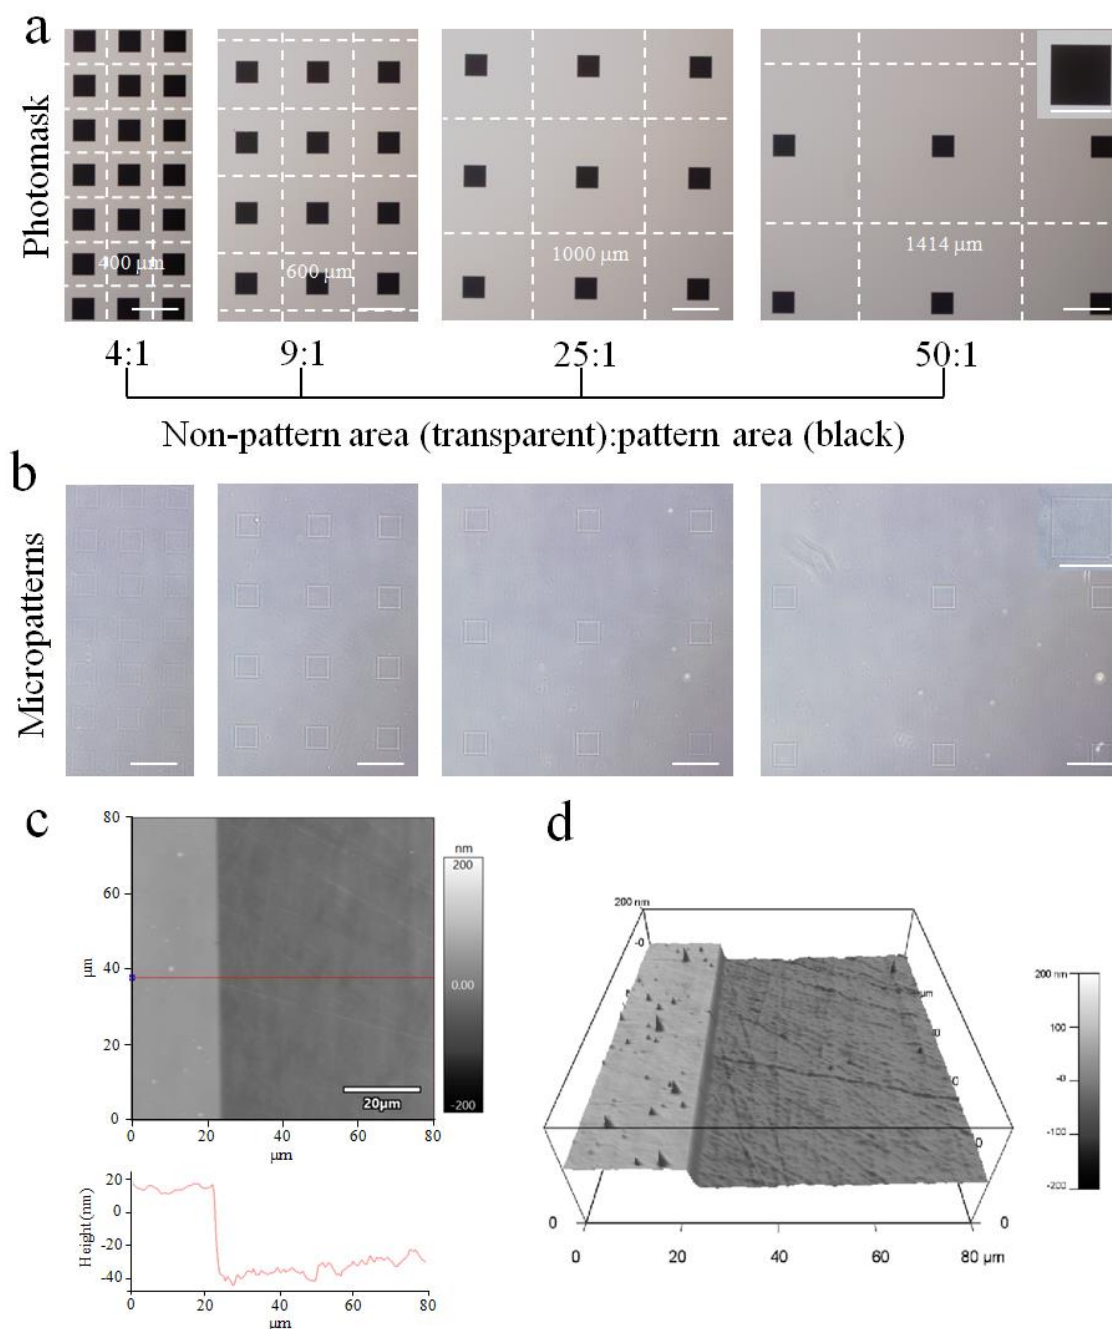 a
Photomask
400 μm
600 μm
1000 μm
1414 μm
4:1
9:1
25:1
50:1
Non-pattern area (transparent):pattern area (black)
b
Micropatterns
c
80
60
40
20
0
μm
0
20
40
60
80
μm
20μm
nm
200
0.00
-200
20
0
-20
-40
Height (nm)
0
20
40
60
80
μm
d
200 nm
-0
μm
0
0
0
20
40
60
80 μm
200 nm
100
-0
-100
-200